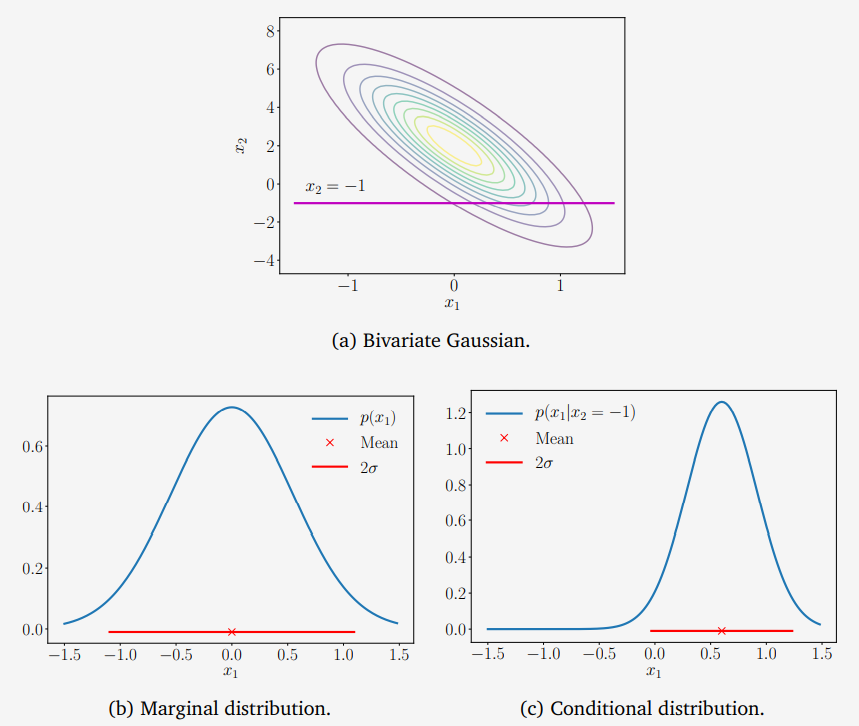 8
6
4
2
0
−2
−4
x₂
x₂ = −1
−1 0 1
x₁
(a) Bivariate Gaussian.
p(x₁)
Mean
2σ
0.6
0.4
0.2
0.0
−1.5 −1.0 −0.5 0.0 0.5 1.0 1.5
x₁
(b) Marginal distribution.
p(x₁|x₂ = −1)
Mean
2σ
1.2
1.0
0.8
0.6
0.4
0.2
0.0
−1.5 −1.0 −0.5 0.0 0.5 1.0 1.5
x₁
(c) Conditional distribution.